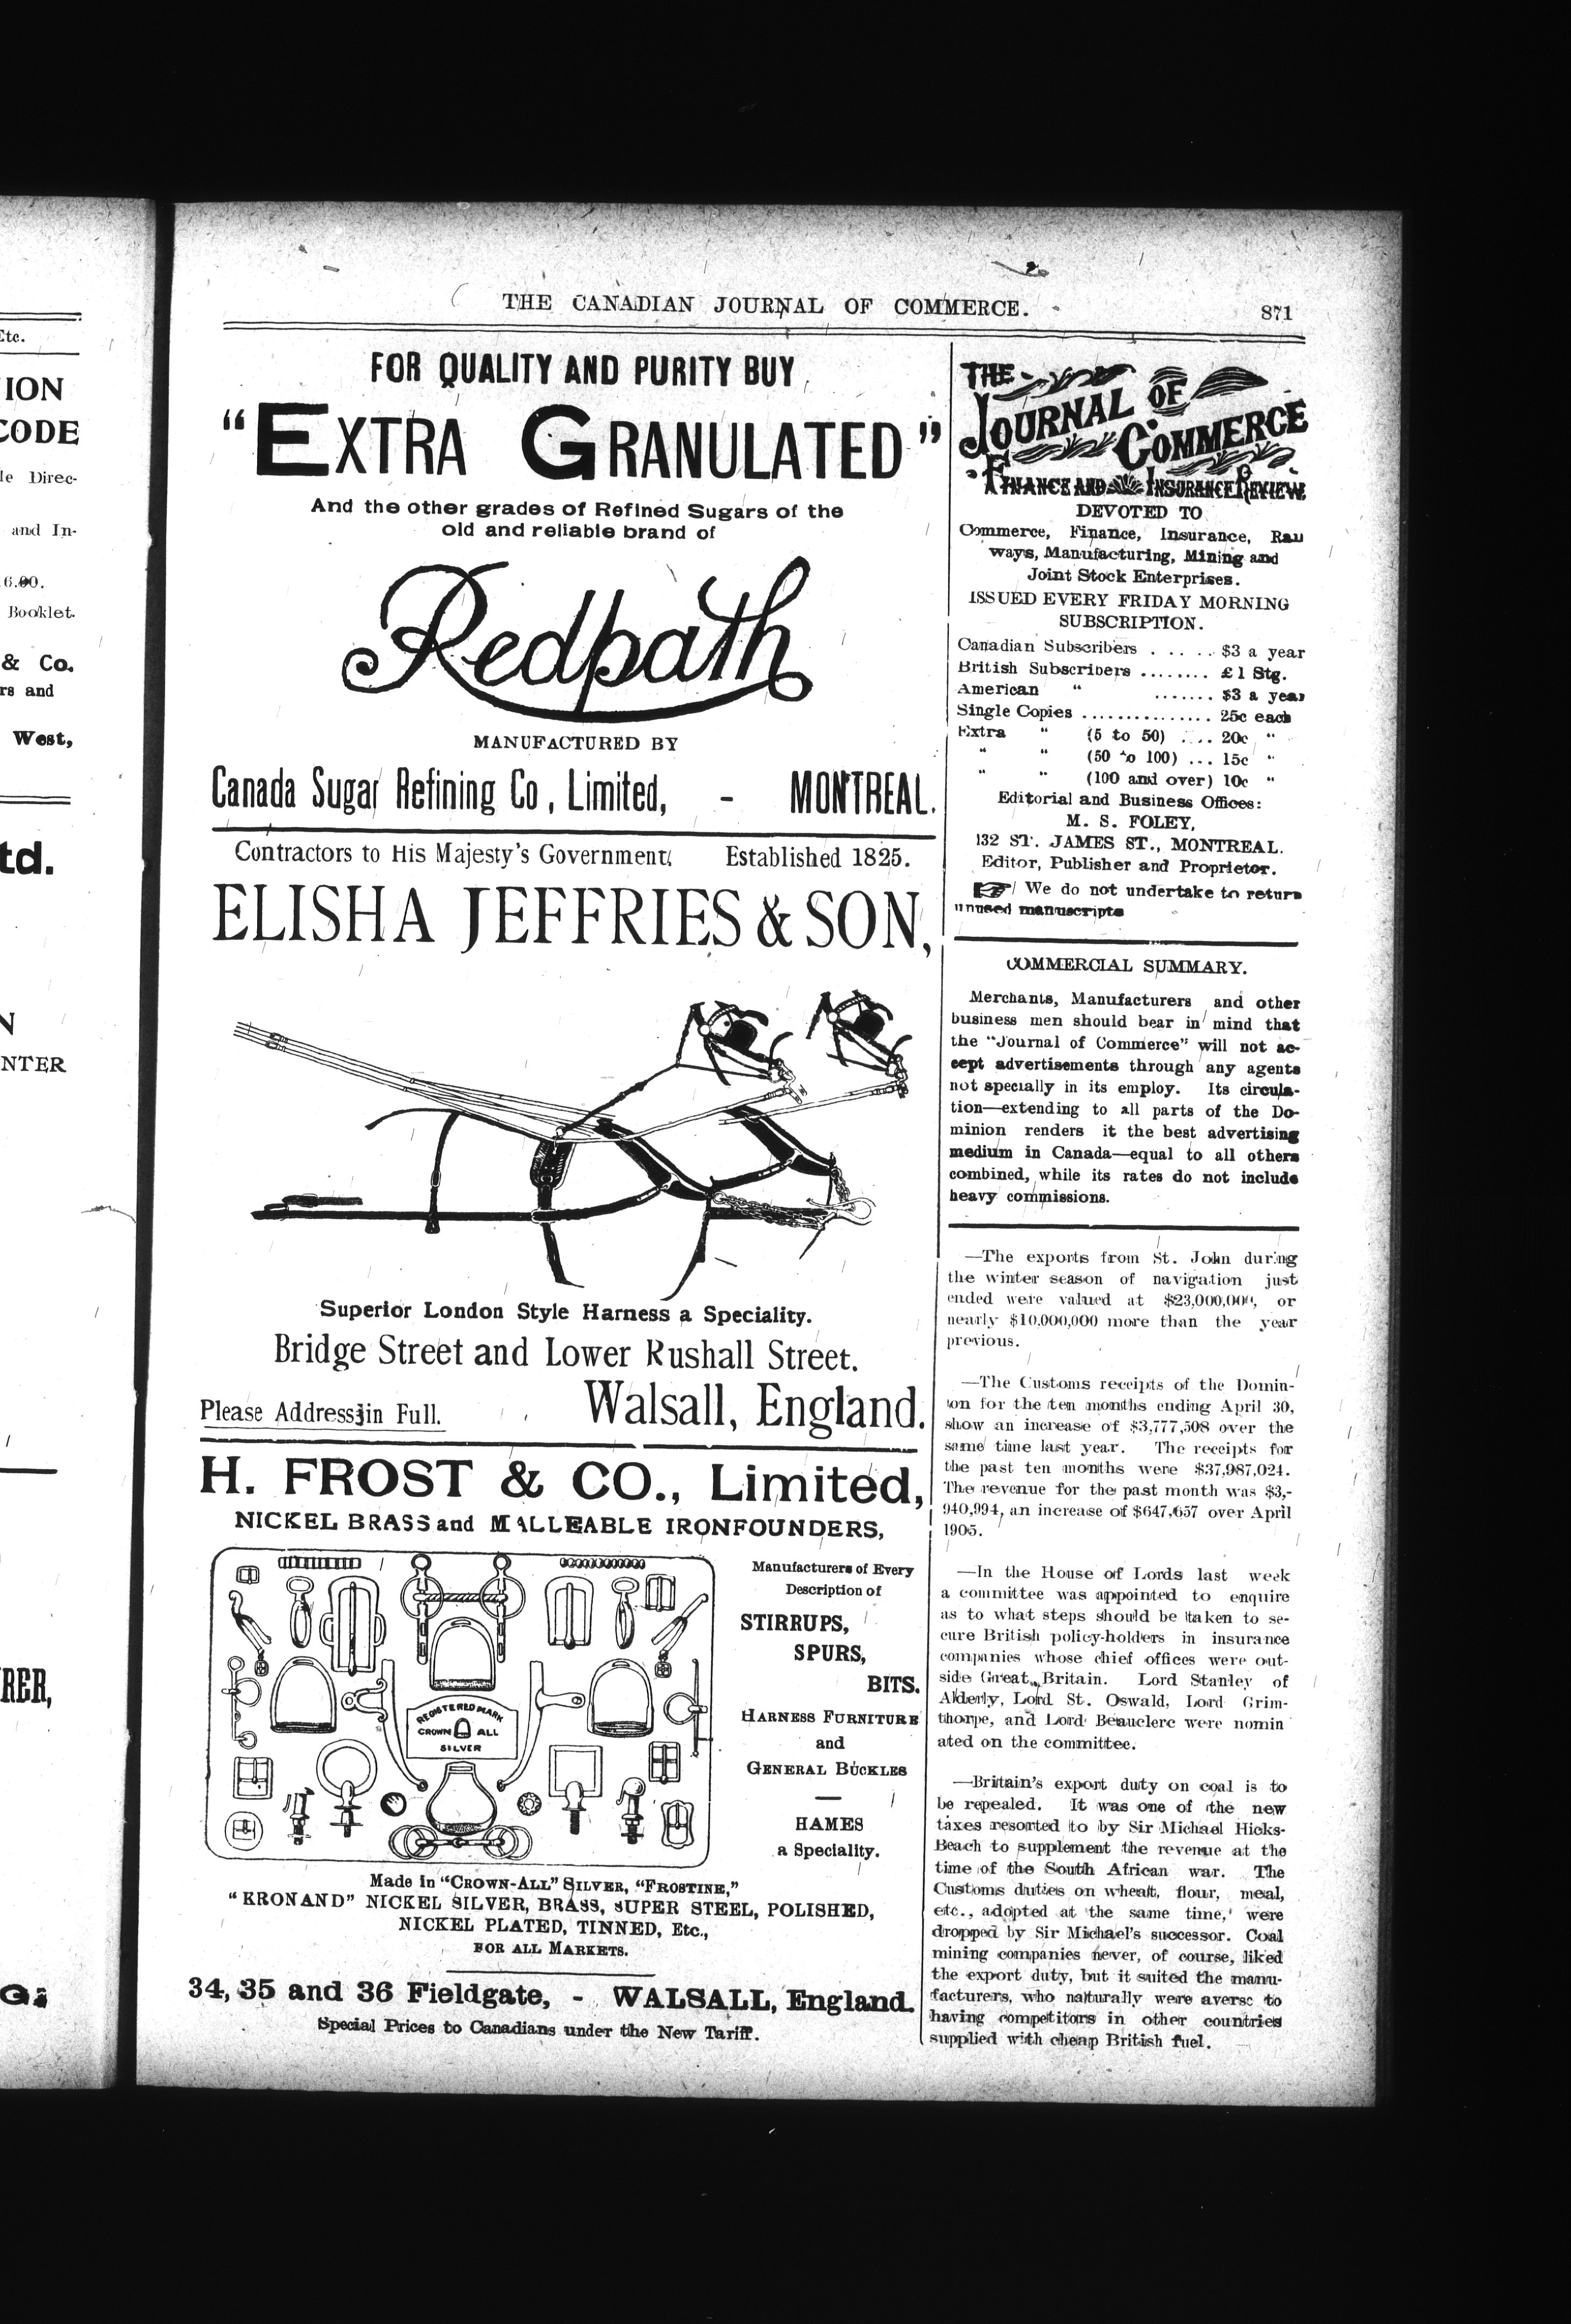 Etc.
ION
CODE
le Direc-
and In-
6.00.
Booklet.
& Co.
rs and
West,
td.
N
NTER
RER,
G;
THE CANADIAN JOURNAL OF COMMERCE.
871
FOR QUALITY AND PURITY BUY
"EXTRA GRANULATED"
And the other grades of Refined Sugars of the
old and reliable brand of
Redpath
MANUFACTURED BY
Canada Sugar Refining Co., Limited, - MONTREAL.
Contractors to His Majesty's Government. Established 1825.
ELISHA JEFFRIES & SON,
Superior London Style Harness a Speciality.
Bridge Street and Lower Rushall Street.
Please Address in Full.
Walsall, England.
H. FROST & CO., Limited,
NICKEL BRASS and MALLEABLE IRONFOUNDERS,
REGISTERED MARK
CROWN ALL
SILVER
Manufacturers of Every
Description of
STIRRUPS,
SPURS,
BITS.
HARNESS FURNITURE
and
GENERAL BUCKLES
HAMES
a Speciality.
Made in "CROWN-ALL" SILVER, "FROSTINE,"
"KRONAND" NICKEL SILVER, BRASS, SUPER STEEL, POLISHED,
NICKEL PLATED, TINNED, Etc.,
FOR ALL MARKETS.
34, 35 and 36 Fieldgate, - WALSALL, England.
Special Prices to Canadians under the New Tariff.
THE
JOURNAL OF
COMMERCE
FINANCE AND INSURANCE REVIEW.
DEVOTED TO
Commerce, Finance, Insurance, Rail
ways, Manufacturing, Mining and
Joint Stock Enterprises.
ISSUED EVERY FRIDAY MORNING
SUBSCRIPTION.
Canadian Subscribers . . . . . $3 a year
British Subscribers ........ £1 Stg.
American " ....... $3 a year
Single Copies ............... 25c each
Extra " (5 to 50) .... 20c "
" " (50 to 100) ... 15c "
" " (100 and over) 10c "
Editorial and Business Offices:
M. S. FOLEY,
132 ST. JAMES ST., MONTREAL.
Editor, Publisher and Proprietor.
☞ We do not undertake to return
unused manuscripts
COMMERCIAL SUMMARY.
Merchants, Manufacturers and other
business men should bear in mind that
the "Journal of Commerce" will not ac-
cept advertisements through any agents
not specially in its employ. Its circula-
tion—extending to all parts of the Do-
minion renders it the best advertising
medium in Canada—equal to all others
combined, while its rates do not include
heavy commissions.
—The exports from St. John during
the winter season of navigation just
ended were valued at $23,000,000, or
nearly $10,000,000 more than the year
previous.
—The Customs receipts of the Domin-
ion for the ten months ending April 30,
show an increase of $3,777,508 over the
same time last year. The receipts for
the past ten months were $37,987,024.
The revenue for the past month was $3,-
940,994, an increase of $647,657 over April
1905.
—In the House of Lords last week
a committee was appointed to enquire
as to what steps should be taken to se-
cure British policy-holders in insurance
companies whose chief offices were out-
side Great Britain. Lord Stanley of
Alderly, Lord St. Oswald, Lord Grim-
thorpe, and Lord Beauclerc were nomin
ated on the committee.
—Britain's export duty on coal is to
be repealed. It was one of the new
taxes resorted to by Sir Michael Hicks-
Beach to supplement the revenue at the
time of the South African war. The
Customs duties on wheat, flour, meal,
etc., adopted at the same time, were
dropped by Sir Michael's successor. Coal
mining companies never, of course, liked
the export duty, but it suited the manu-
facturers, who naturally were averse to
having competitors in other countries
supplied with cheap British fuel.